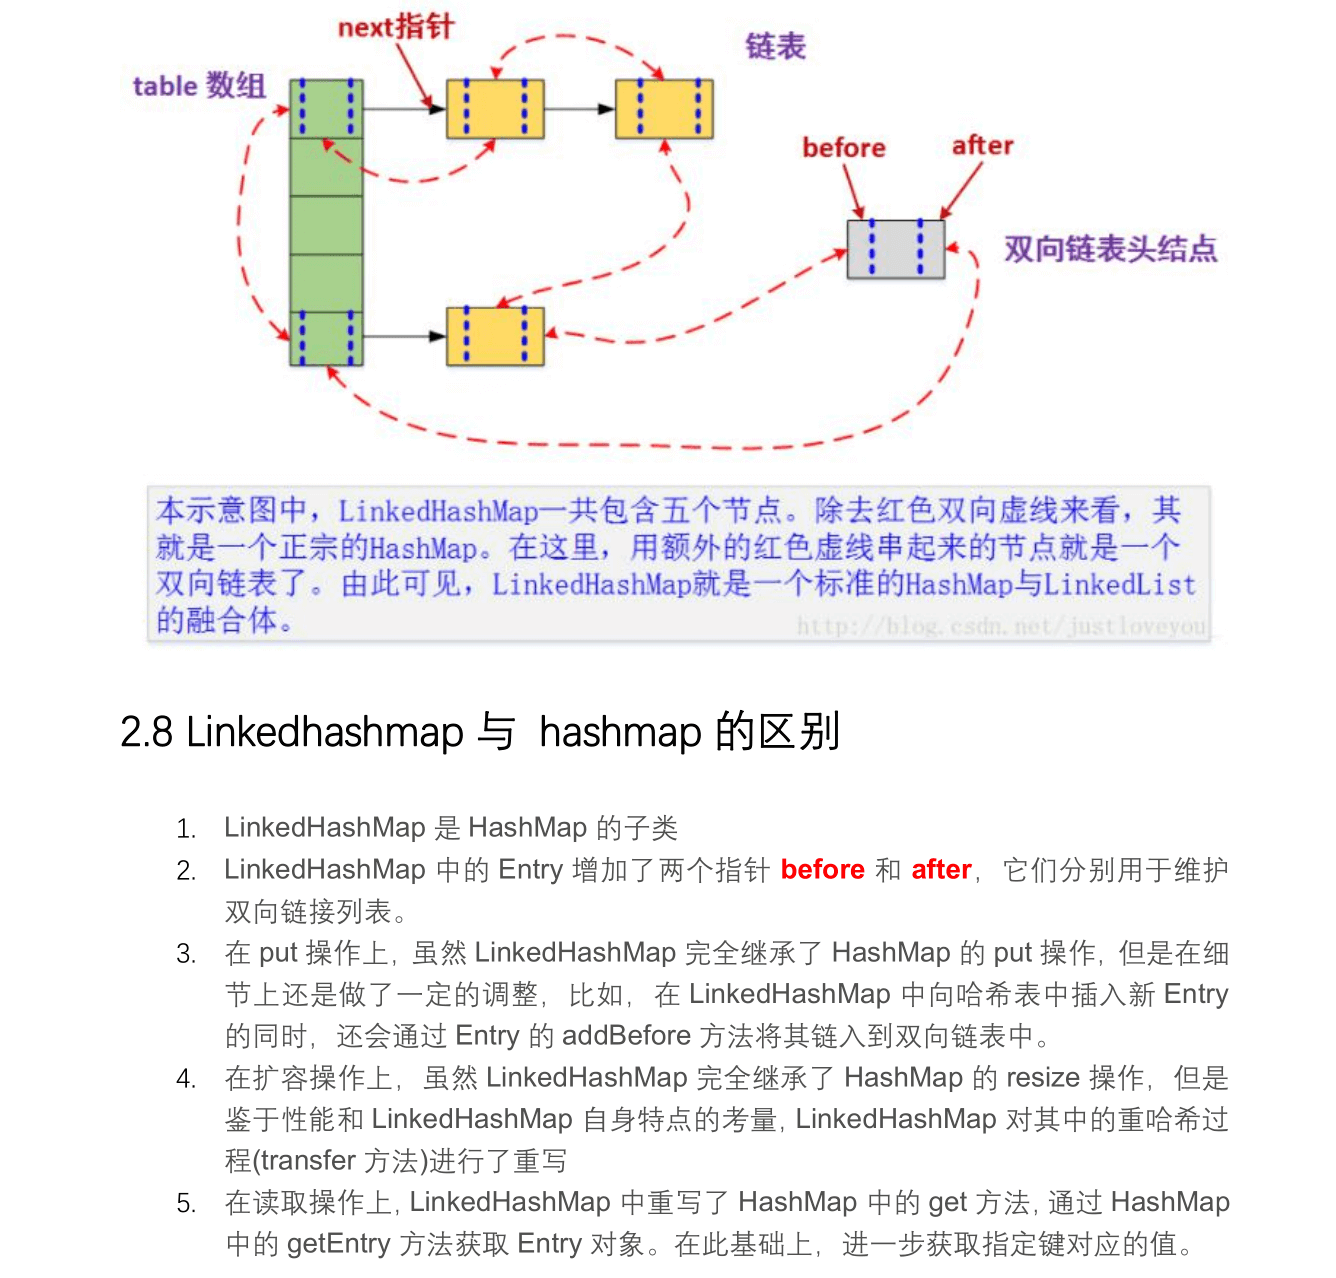 next指针
链表
table 数组
before
after
双向链表头结点
本示意图中，LinkedHashMap一共包含五个节点。除去红色双向虚线来看，其
就是一个正宗的HashMap。在这里，用额外的红色虚线串起来的节点就是一个
双向链表了。由此可见，LinkedHashMap就是一个标准的HashMap与LinkedList
的融合体。
http://blog.csdn.net/justloveyou_
2.8 Linkedhashmap 与 hashmap 的区别
1. LinkedHashMap 是 HashMap 的子类
2. LinkedHashMap 中的 Entry 增加了两个指针 before 和 after，它们分别用于维护
双向链接列表。
3. 在 put 操作上，虽然 LinkedHashMap 完全继承了 HashMap 的 put 操作，但是在细
节上还是做了一定的调整，比如，在 LinkedHashMap 中向哈希表中插入新 Entry
的同时，还会通过 Entry 的 addBefore 方法将其链入到双向链表中。
4. 在扩容操作上，虽然 LinkedHashMap 完全继承了 HashMap 的 resize 操作，但是
鉴于性能和 LinkedHashMap 自身特点的考量，LinkedHashMap 对其中的重哈希过
程(transfer 方法)进行了重写
5. 在读取操作上，LinkedHashMap 中重写了 HashMap 中的 get 方法，通过 HashMap
中的 getEntry 方法获取 Entry 对象。在此基础上，进一步获取指定键对应的值。